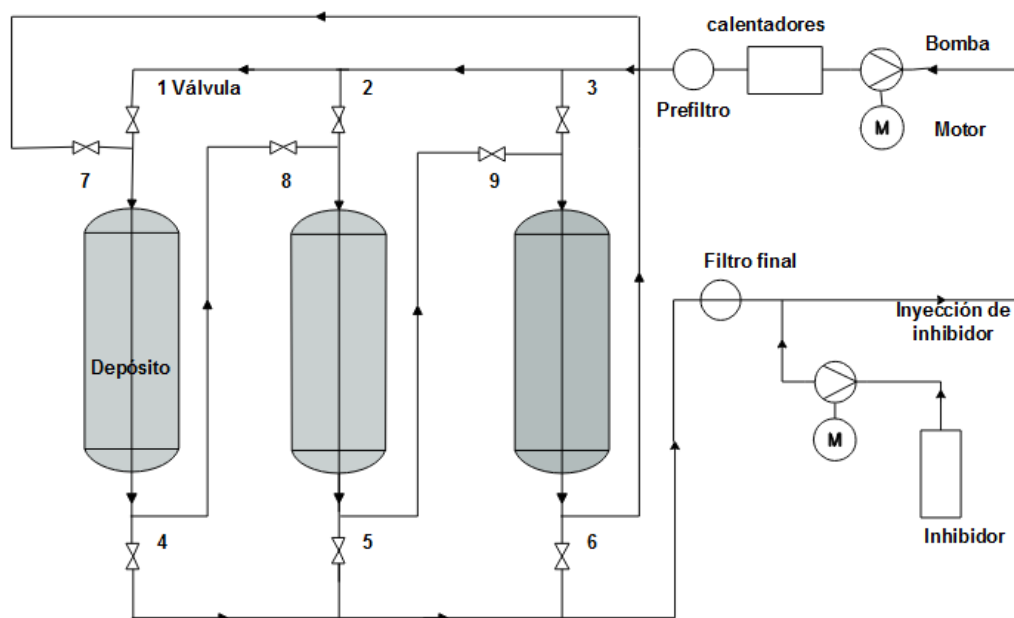 calentadores
Bomba
1 Válvula
2
3
Prefiltro
M
Motor
7
8
9
Filtro final
Inyección de
inhibidor
Depósito
M
4
5
6
Inhibidor